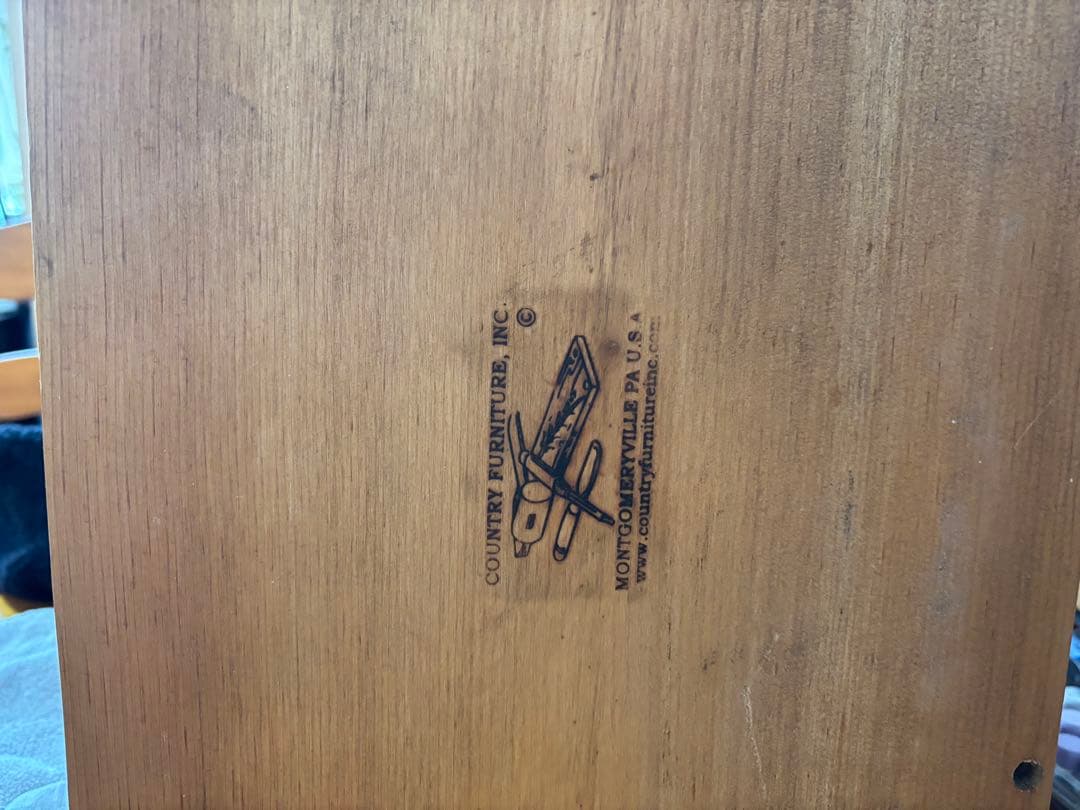 COUNTRY FURNITURE, INC.
©
MONTGOMERYVILLE PA U.S.A
www.countryfurnitureinc.com